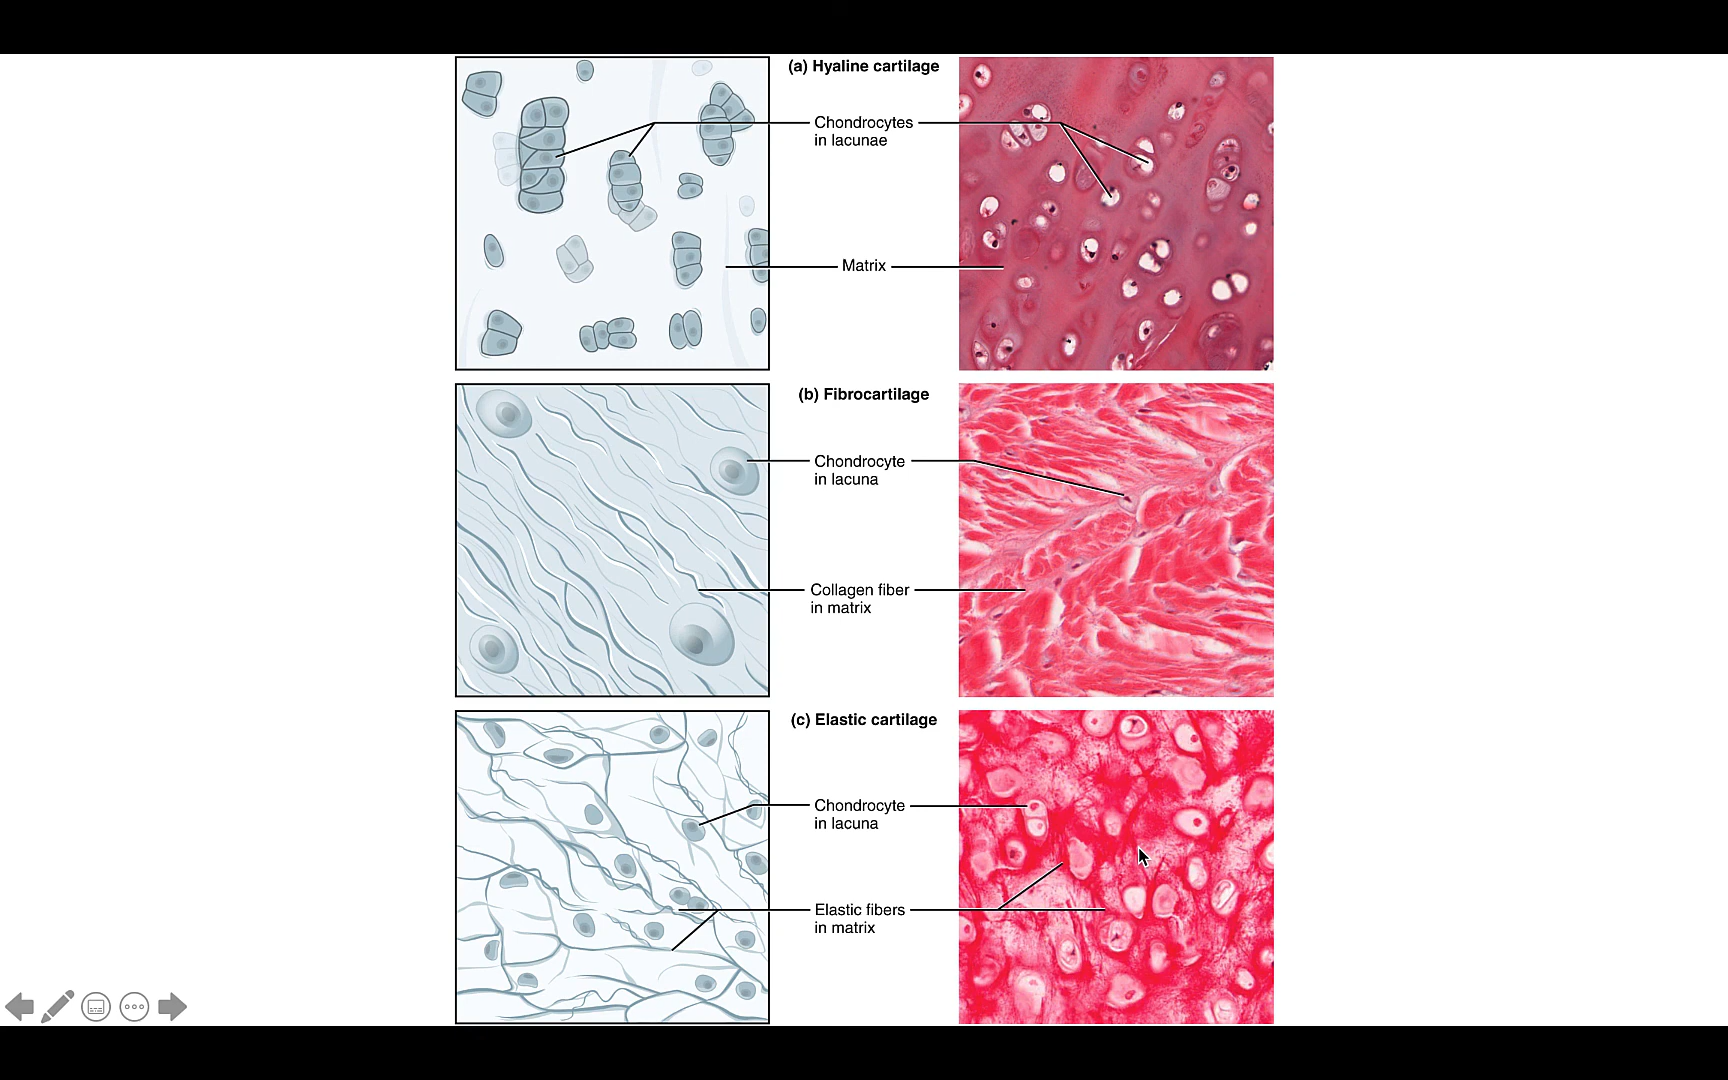 (a) Hyaline cartilage
Chondrocytes
in lacunae
Matrix
(b) Fibrocartilage
Chondrocyte
in lacuna
Collagen fiber
in matrix
(c) Elastic cartilage
Chondrocyte
in lacuna
Elastic fibers
in matrix